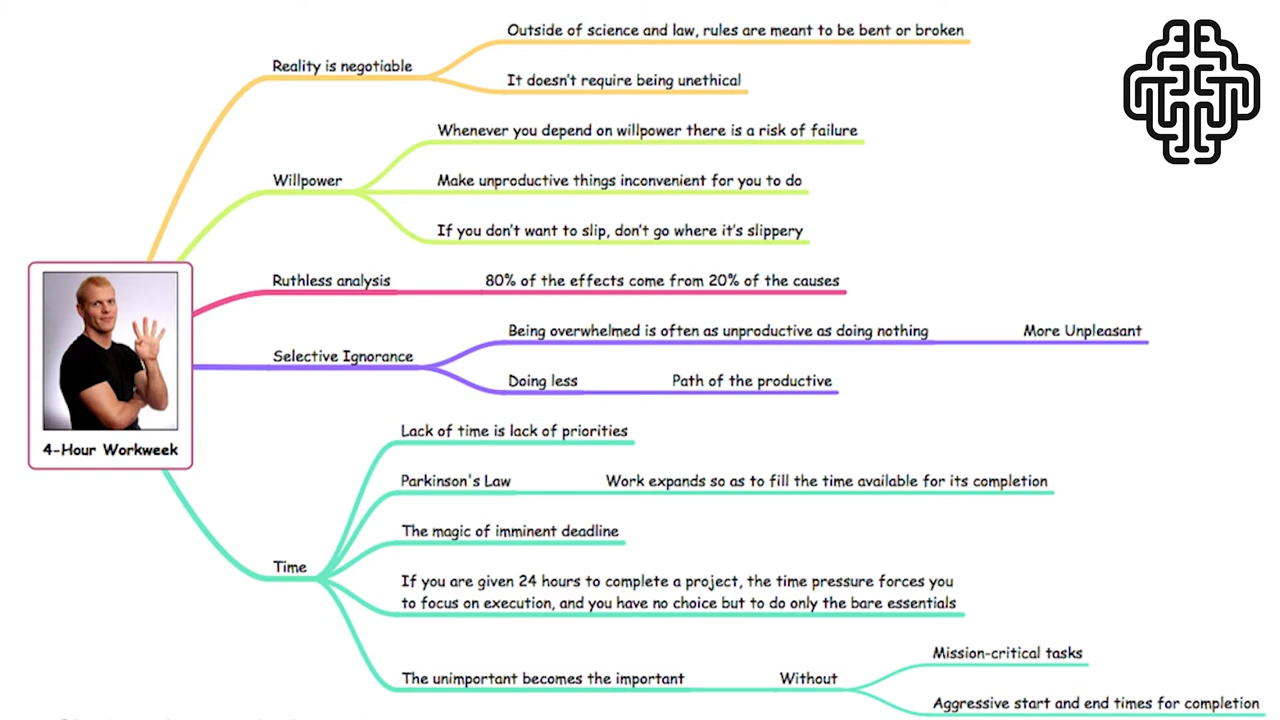 Outside of science and law, rules are meant to be bent or broken
Reality is negotiable
It doesn't require being unethical
Whenever you depend on willpower there is a risk of failure
Willpower
Make unproductive things inconvenient for you to do
If you don't want to slip, don't go where it's slippery
Ruthless analysis
80% of the effects come from 20% of the causes
Being overwhelmed is often as unproductive as doing nothing
More Unpleasant
Selective Ignorance
Doing less
Path of the productive
4-Hour Workweek
Lack of time is lack of priorities
Parkinson's Law
Work expands so as to fill the time available for its completion
The magic of imminent deadline
Time
If you are given 24 hours to complete a project, the time pressure forces you
to focus on execution, and you have no choice but to do only the bare essentials
The unimportant becomes the important
Without
Mission-critical tasks
Aggressive start and end times for completion